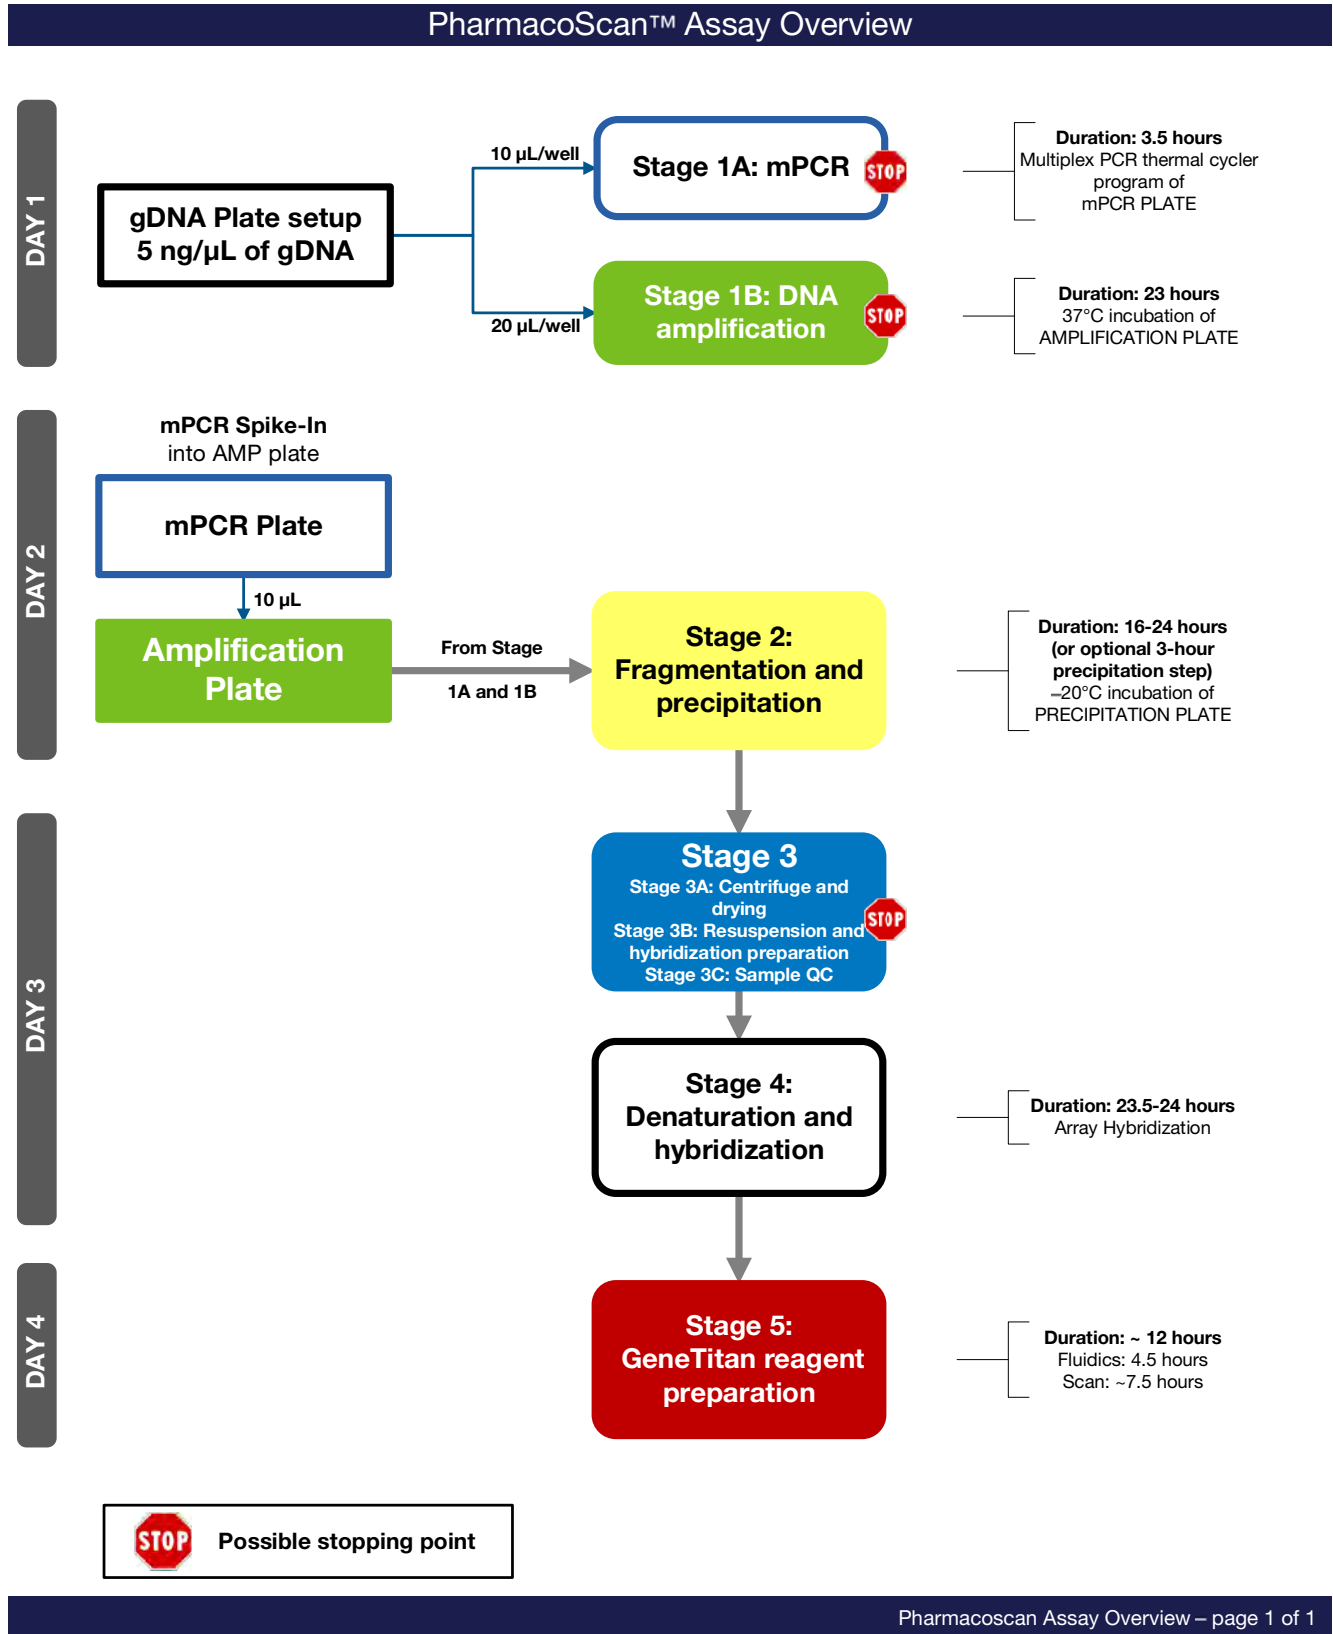 PharmacoScan™ Assay Overview
DAY 1
gDNA Plate setup
5 ng/µL of gDNA
10 µL/well
20 µL/well
Stage 1A: mPCR
STOP
Duration: 3.5 hours
Multiplex PCR thermal cycler
program of
mPCR PLATE
Stage 1B: DNA
amplification
STOP
Duration: 23 hours
37°C incubation of
AMPLIFICATION PLATE
DAY 2
mPCR Spike-In
into AMP plate
mPCR Plate
10 µL
Amplification
Plate
From Stage
1A and 1B
Stage 2:
Fragmentation and
precipitation
Duration: 16-24 hours
(or optional 3-hour
precipitation step)
–20°C incubation of
PRECIPITATION PLATE
DAY 3
Stage 3
Stage 3A: Centrifuge and
drying
Stage 3B: Resuspension and
hybridization preparation
Stage 3C: Sample QC
STOP
Stage 4:
Denaturation and
hybridization
Duration: 23.5-24 hours
Array Hybridization
DAY 4
Stage 5:
GeneTitan reagent
preparation
Duration: ~ 12 hours
Fluidics: 4.5 hours
Scan: ~7.5 hours
STOP
Possible stopping point
Pharmacoscan Assay Overview – page 1 of 1